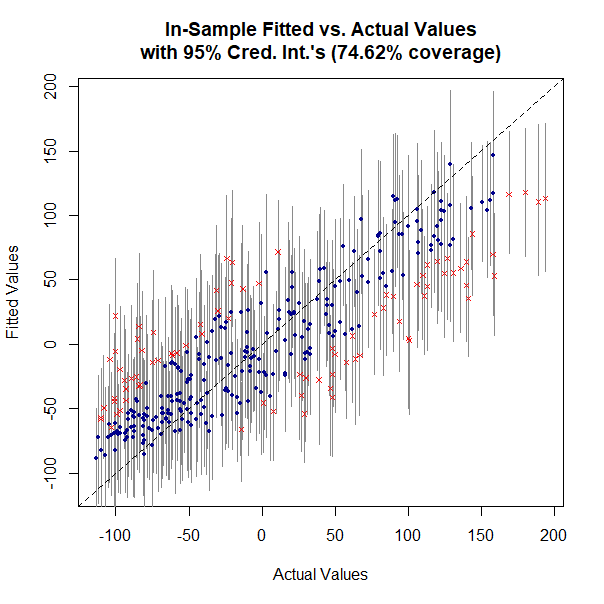 In-Sample Fitted vs. Actual Values
with 95% Cred. Int.'s (74.62% coverage)
200
150
100
50
0
-50
-100
Fitted Values
-100 -50 0 50 100 150 200
Actual Values